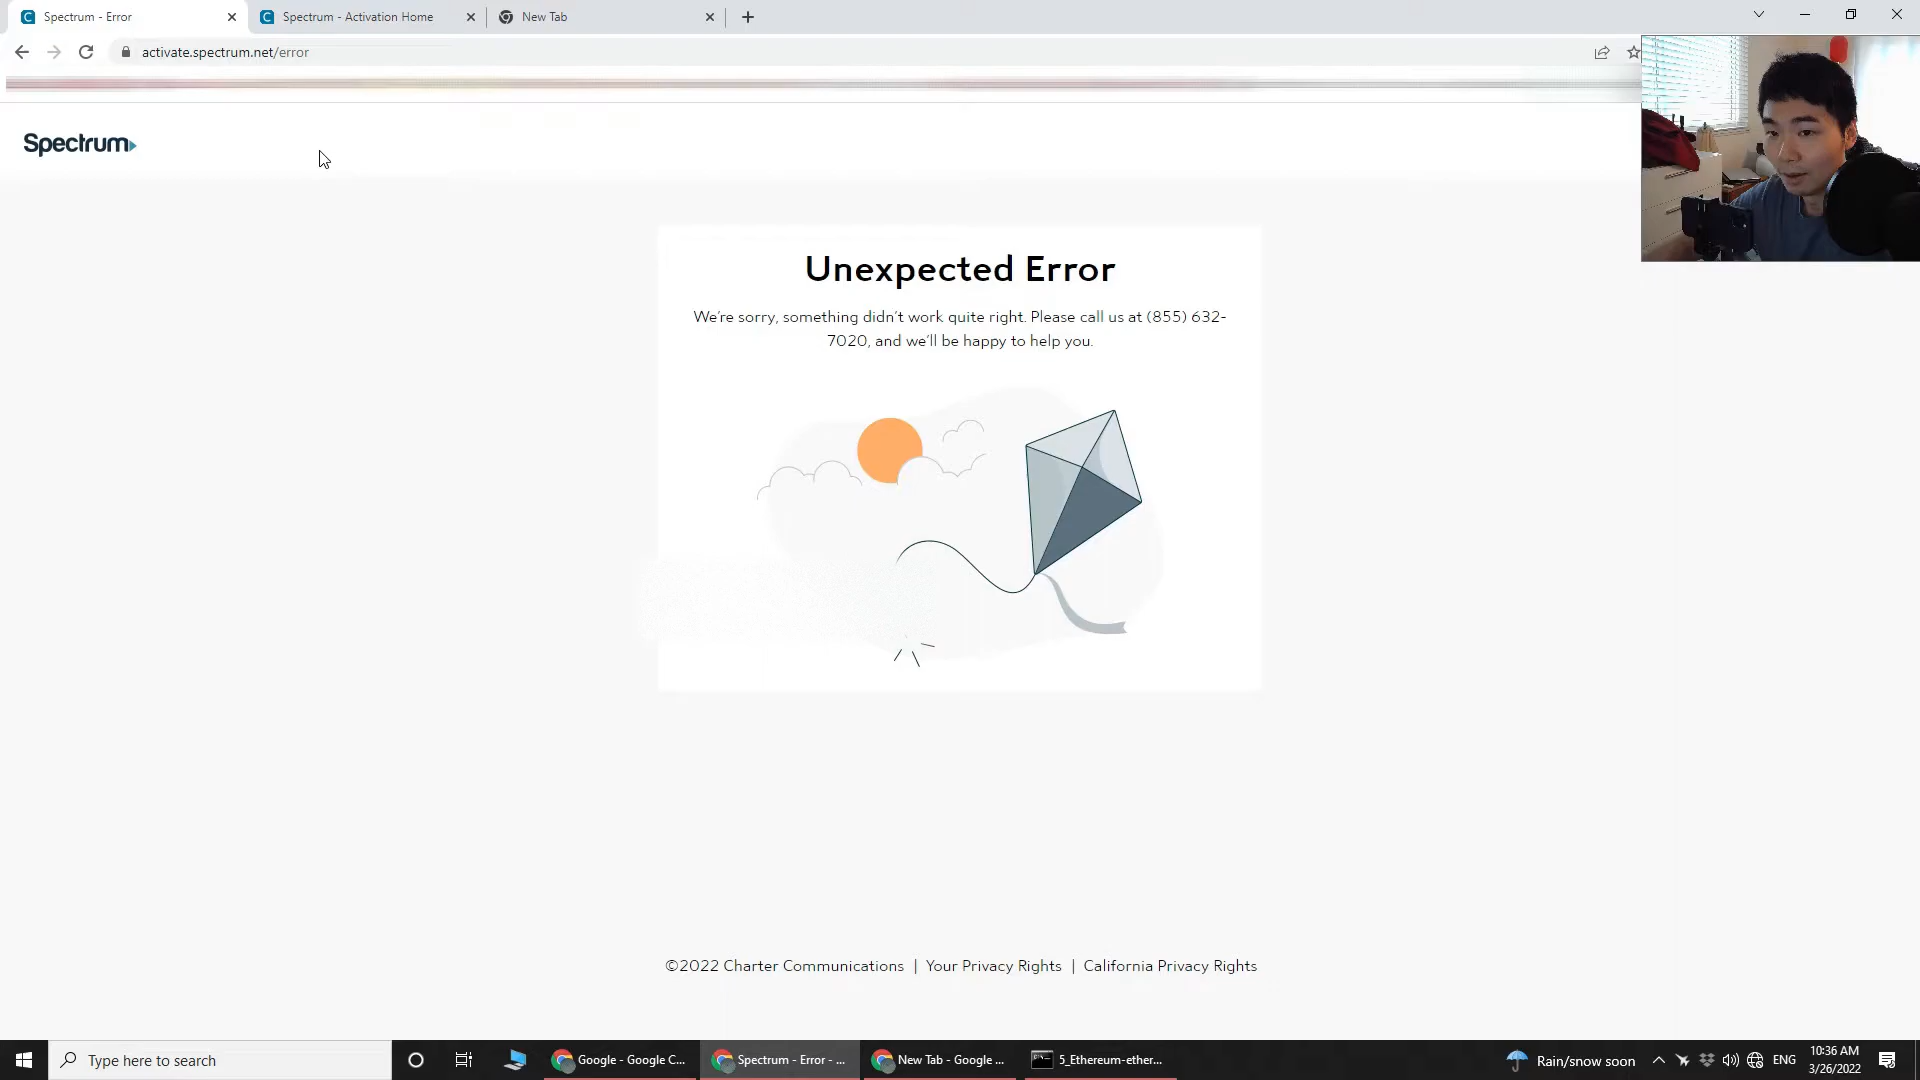 Spectrum - Error
Spectrum - Activation Home
New Tab
activate.spectrum.net/error
Spectrum
Unexpected Error
We're sorry, something didn't work quite right. Please call us at (855) 632-
7020, and we'll be happy to help you.
©2022 Charter Communications | Your Privacy Rights | California Privacy Rights
Type here to search
Google - Google C...
Spectrum - Error - ...
New Tab - Google ...
5_Ethereum-ether...
Rain/snow soon
ENG
10:36 AM
3/26/2022